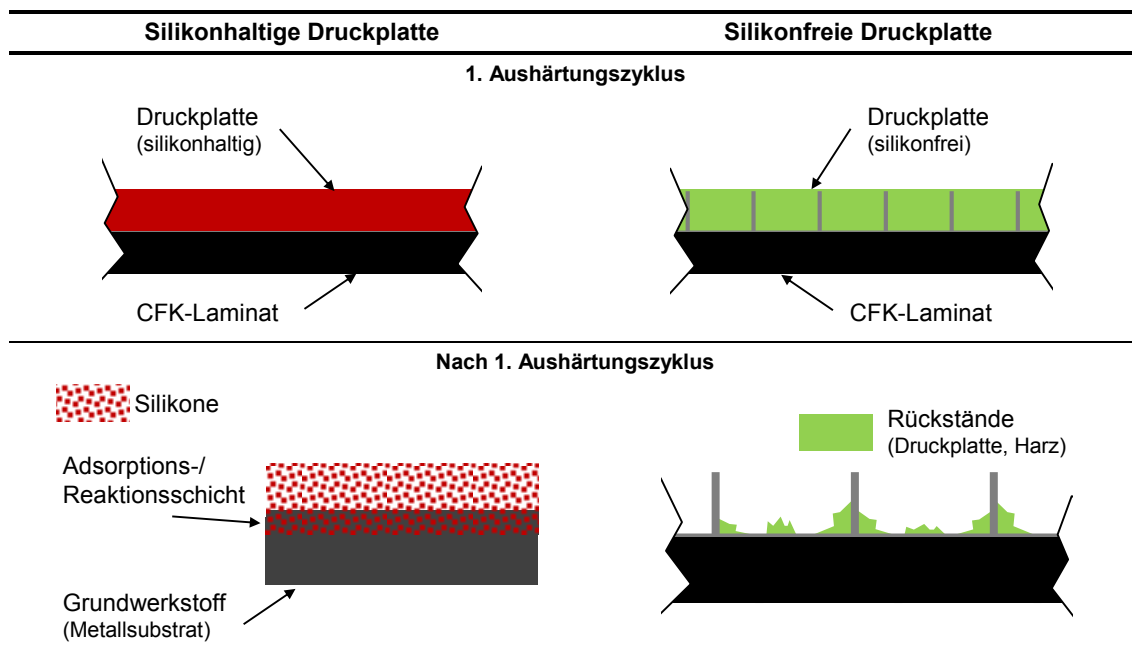 Silikonhaltige Druckplatte
Silikonfreie Druckplatte
1. Aushärtungszyklus
Druckplatte
(silikonhaltig)
CFK-Laminat
Druckplatte
(silikonfrei)
CFK-Laminat
Nach 1. Aushärtungszyklus
Silikone
Adsorptions-/
Reaktionsschicht
Grundwerkstoff
(Metallsubstrat)
Rückstände
(Druckplatte, Harz)